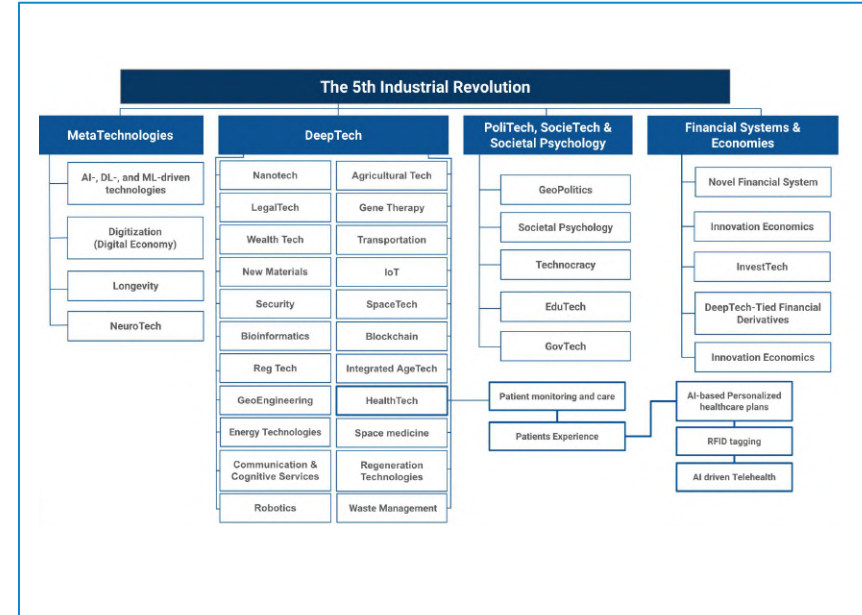 The 5th Industrial Revolution
MetaTechnologies
AI-, DL-, and ML-driven
technologies
Digitization
(Digital Economy)
Longevity
NeuroTech
DeepTech
Nanotech
LegalTech
Wealth Tech
New Materials
Security
Bioinformatics
Reg Tech
GeoEngineering
Energy Technologies
Communication &
Cognitive Services
Robotics
Agricultural Tech
Gene Therapy
Transportation
IoT
SpaceTech
Blockchain
Integrated AgeTech
HealthTech
Space medicine
Regeneration
Technologies
Waste Management
PoliTech, SocieTech &
Societal Psychology
GeoPolitics
Societal Psychology
Technocracy
EduTech
GovTech
Financial Systems &
Economies
Novel Financial System
Innovation Economics
InvestTech
DeepTech-Tied Financial
Derivatives
Innovation Economics
Patient monitoring and care
Patients Experience
AI-based Personalized
healthcare plans
RFID tagging
AI driven Telehealth